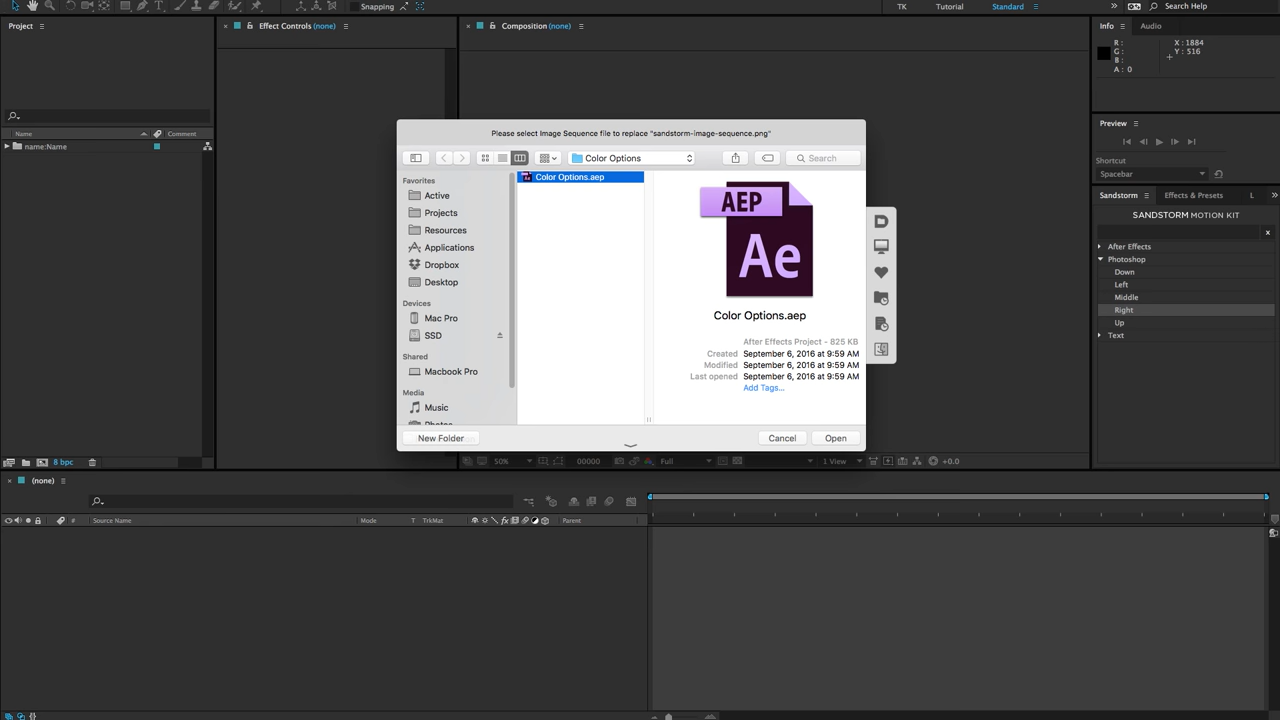 Snapping
TK
Tutorial
Standard
Search Help
Project
Effect Controls (none)
Composition (none)
Info
Audio
R :
G :
B :
A : 0
X : 1884
Y : 516
Please select Image Sequence file to replace "sandstorm-image-sequence.png"
Color Options
Search
Preview
Shortcut
Spacebar
Name
Comment
name:Name
Favorites
Active
Projects
Resources
Applications
Dropbox
Desktop
Devices
Mac Pro
SSD
Shared
Macbook Pro
Media
Music
Photos
Color Options.aep
AEP
Ae
Color Options.aep
After Effects Project - 825 KB
Created September 6, 2016 at 9:59 AM
Modified September 6, 2016 at 9:59 AM
Last opened September 6, 2016 at 9:59 AM
Add Tags...
New Folder
Cancel
Open
Sandstorm
Effects & Presets
L
SANDSTORM MOTION KIT
x
After Effects
Photoshop
Down
Left
Middle
Right
Up
Text
8 bpc
50%
00000
Full
1 View
+0.0
(none)
#
Source Name
Mode
T
TrkMat
Parent